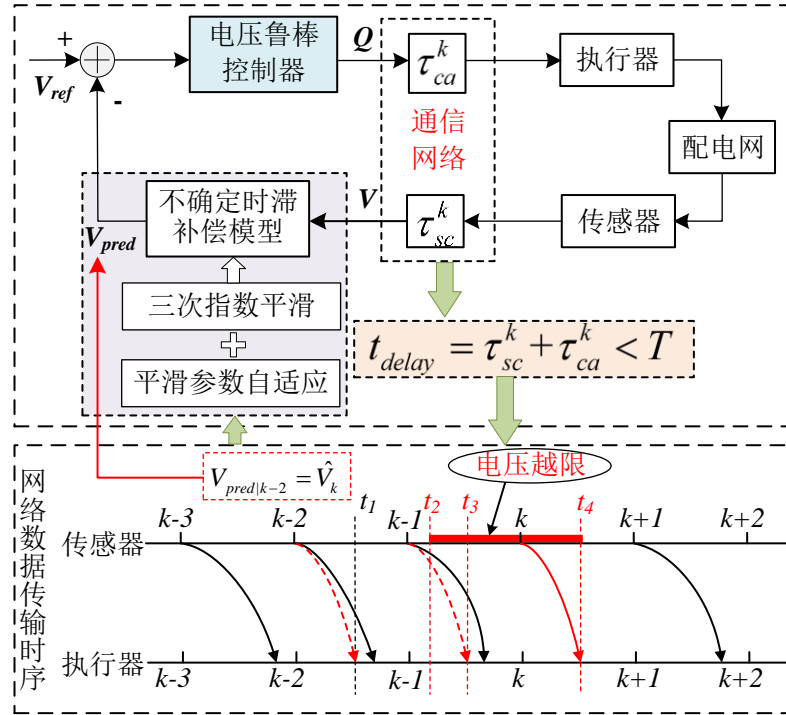 +
V_ref
-
电压鲁棒
控制器
Q
τ_ca^k
执行器
通信
网络
配电网
不确定时滞
补偿模型
V
τ_sc^k
传感器
V_pred
三次指数平滑
平滑参数自适应
t_delay = τ_sc^k + τ_ca^k < T
网络数据传输时序
V_pred|k-2 = V̂_k
电压越限
t_1 t_2 t_3 t_4
k-3 k-2 k-1 k k+1 k+2
传感器
执行器
k-3 k-2 k-1 k k+1 k+2